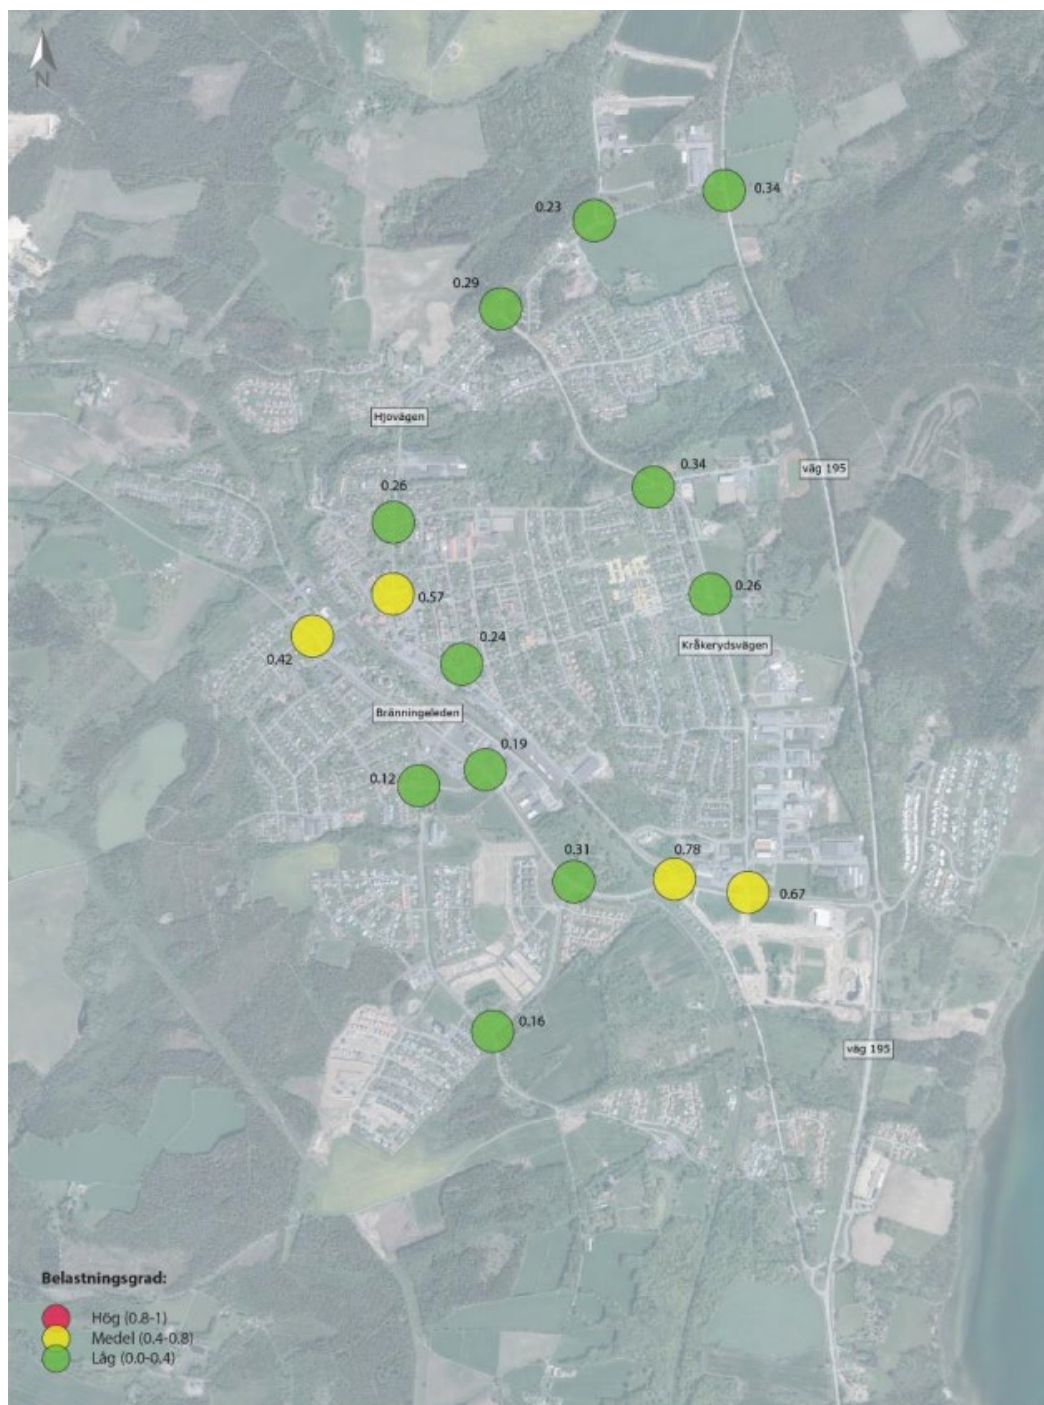 N
0.34
0.23
0.29
Hjovägen
0.34
väg 195
0.26
0.57
0.26
0.24
Kråkerydsvägen
0.42
Bränningeleden
0.19
0.12
0.31
0.78
0.67
0.16
väg 195
Belastningsgrad:
Hög (0.8-1)
Medel (0.4-0.8)
Låg (0.0-0.4)